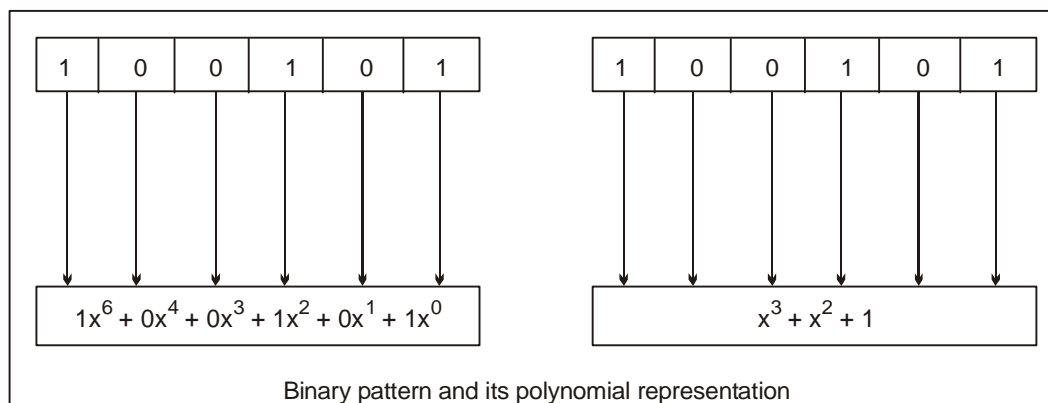 1 0 0 1 0 1
1 0 0 1 0 1
1x⁶ + 0x⁴ + 0x³ + 1x² + 0x¹ + 1x⁰
x³ + x² + 1
Binary pattern and its polynomial representation